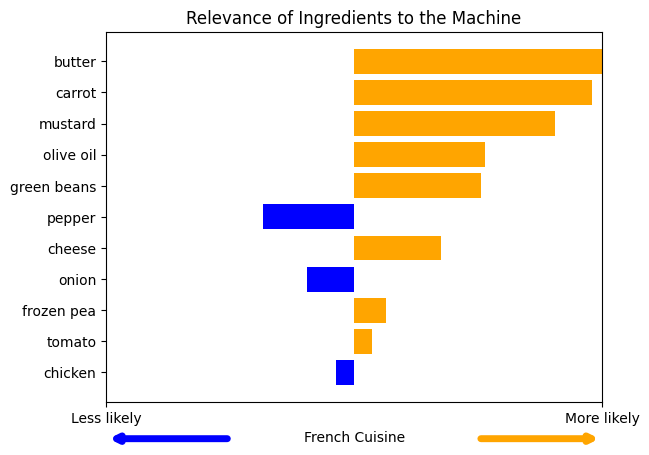 Relevance of Ingredients to the Machine
butter
carrot
mustard
olive oil
green beans
pepper
cheese
onion
frozen pea
tomato
chicken
Less likely
More likely
French Cuisine